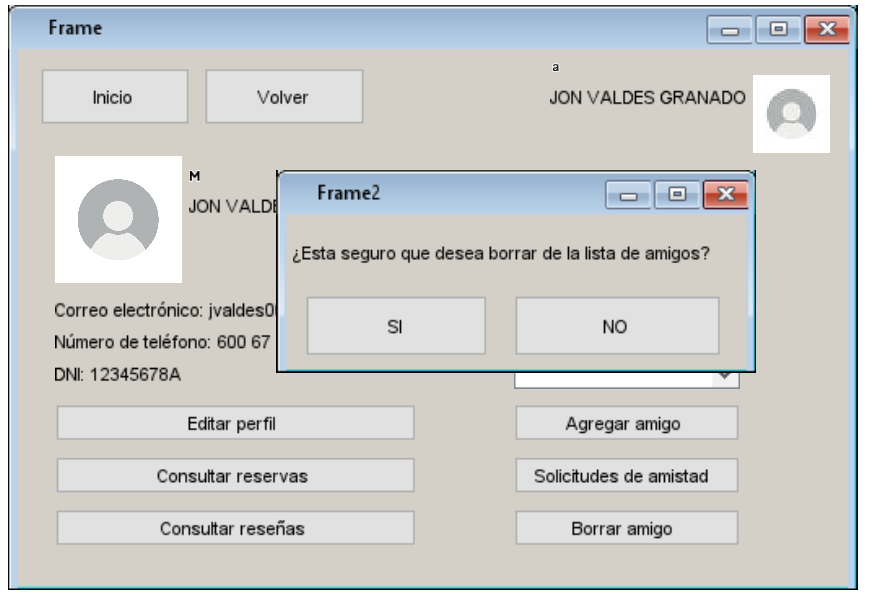 Frame
Inicio
Volver
a
JON VALDES GRANADO
M
JON VALDE
Frame2
¿Esta seguro que desea borrar de la lista de amigos?
SI
NO
Correo electrónico:
Número de teléfono: 600 67
DNI: 12345678A
Editar perfil
Agregar amigo
Consultar reservas
Solicitudes de amistad
Consultar reseñas
Borrar amigo